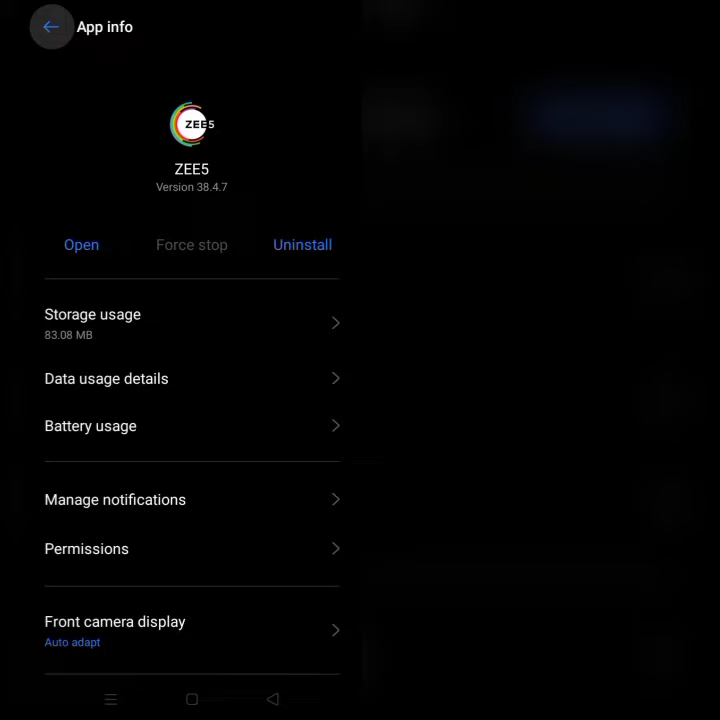 App info
ZEE5
ZEE5
Version 38.4.7
Open Force stop Uninstall
Storage usage
83.08 MB
Data usage details
Battery usage
Manage notifications
Permissions
Front camera display
Auto adapt